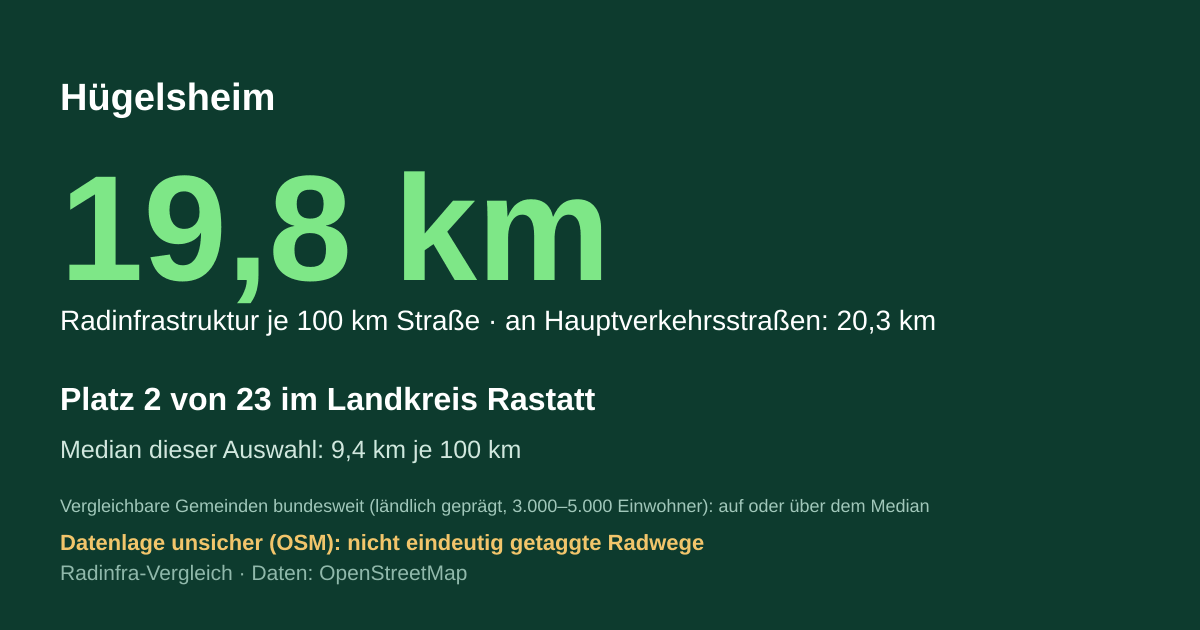 Hügelsheim
19,8 km
Radinfrastruktur je 100 km Straße · an Hauptverkehrsstraßen: 20,3 km
Platz 2 von 23 im Landkreis Rastatt
Median dieser Auswahl: 9,4 km je 100 km
Vergleichbare Gemeinden bundesweit (ländlich geprägt, 3.000–5.000 Einwohner): auf oder über dem Median
Datenlage unsicher (OSM): nicht eindeutig getaggte Radwege
Radinfra-Vergleich · Daten: OpenStreetMap